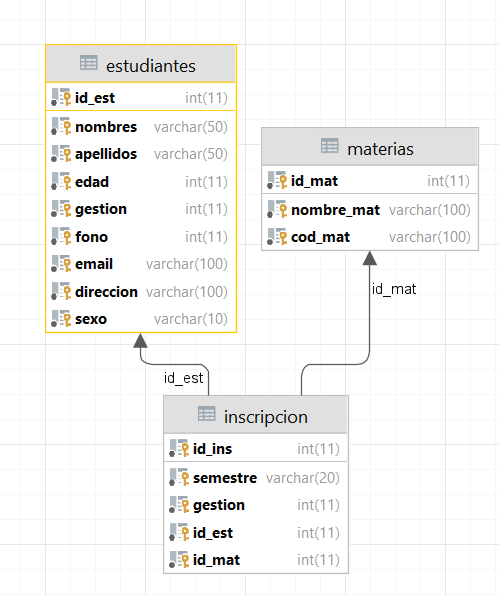 estudiantes
id_est int(11)
nombres varchar(50)
apellidos varchar(50)
edad int(11)
gestion int(11)
fono int(11)
email varchar(100)
direccion varchar(100)
sexo varchar(10)
materias
id_mat int(11)
nombre_mat varchar(100)
cod_mat varchar(100)
id_mat
id_est
inscripcion
id_ins int(11)
semestre varchar(20)
gestion int(11)
id_est int(11)
id_mat int(11)